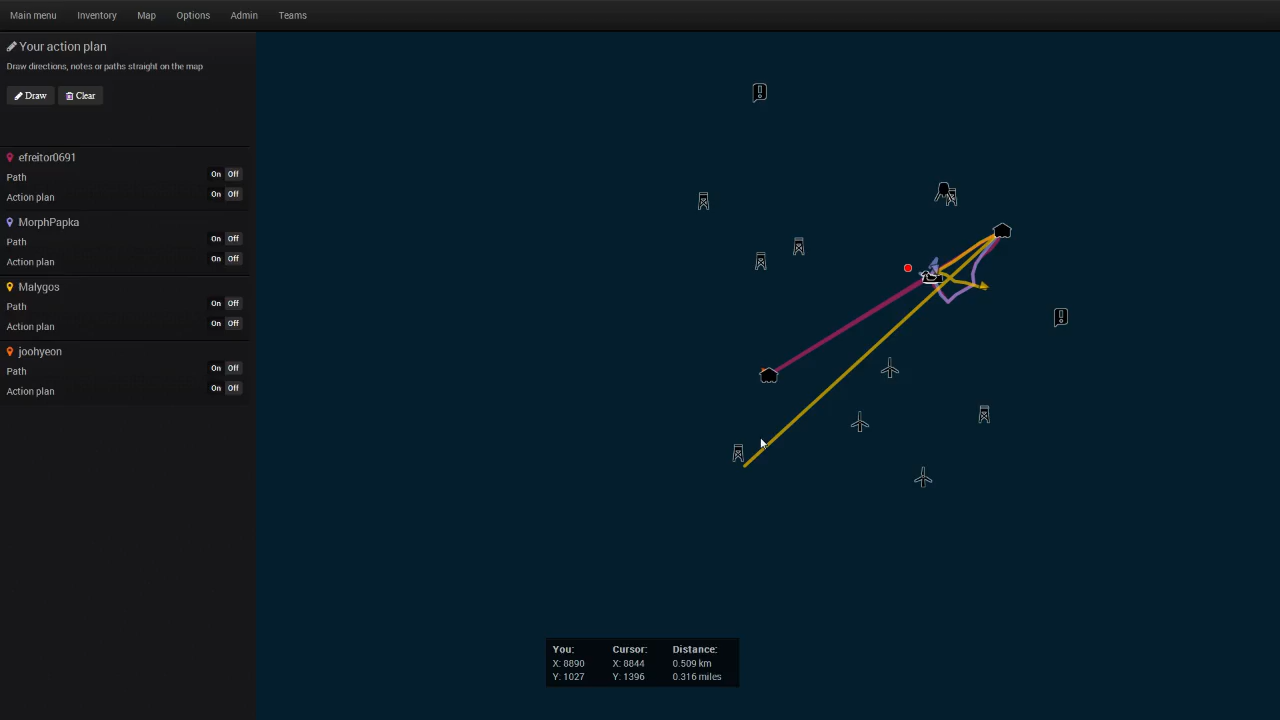 Main menu Inventory Map Options Admin Teams
Your action plan
Draw directions, notes or paths straight on the map
Draw Clear
efreitor0691
Path On Off
Action plan On Off
MorphPapka
Path On Off
Action plan On Off
Malygos
Path On Off
Action plan On Off
joohyeon
Path On Off
Action plan On Off
You: Cursor: Distance:
X: 8890 X: 8844 0.509 km
Y: 1027 Y: 1396 0.316 miles